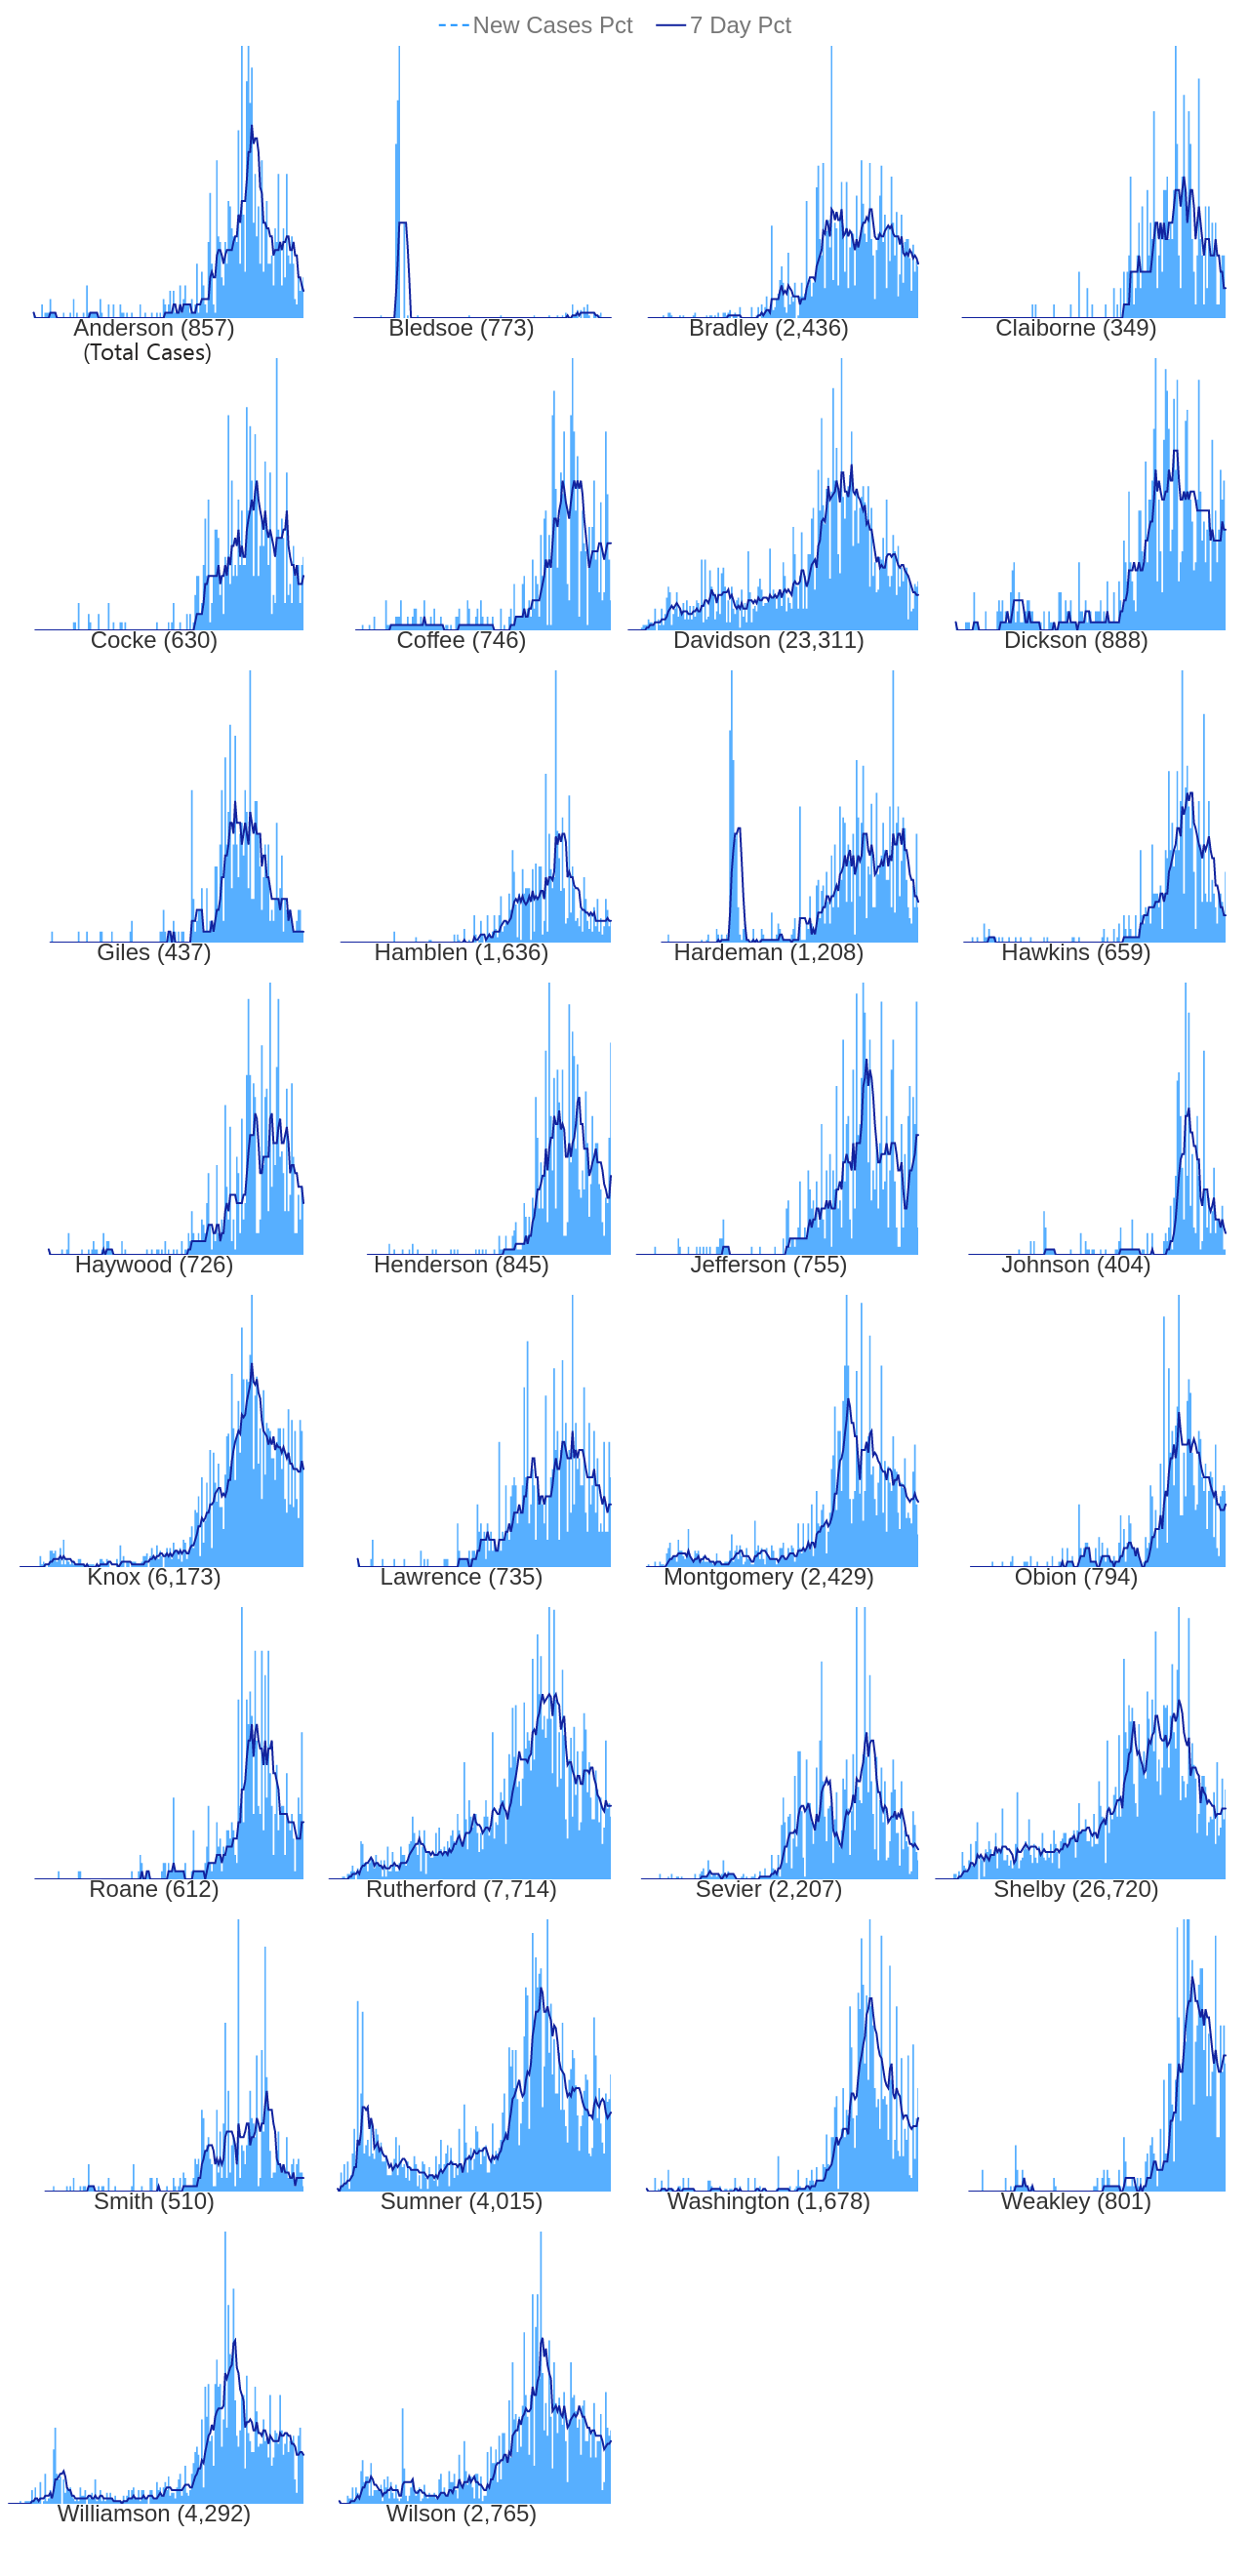 New Cases Pct 7 Day Pct
Anderson (857) Bledsoe (773) Bradley (2,436) Claiborne (349)
(Total Cases)
Cocke (630) Coffee (746) Davidson (23,311) Dickson (888)
Giles (437) Hamblen (1,636) Hardeman (1,208) Hawkins (659)
Haywood (726) Henderson (845) Jefferson (755) Johnson (404)
Knox (6,173) Lawrence (735) Montgomery (2,429) Obion (794)
Roane (612) Rutherford (7,714) Sevier (2,207) Shelby (26,720)
Smith (510) Sumner (4,015) Washington (1,678) Weakley (801)
Williamson (4,292) Wilson (2,765)